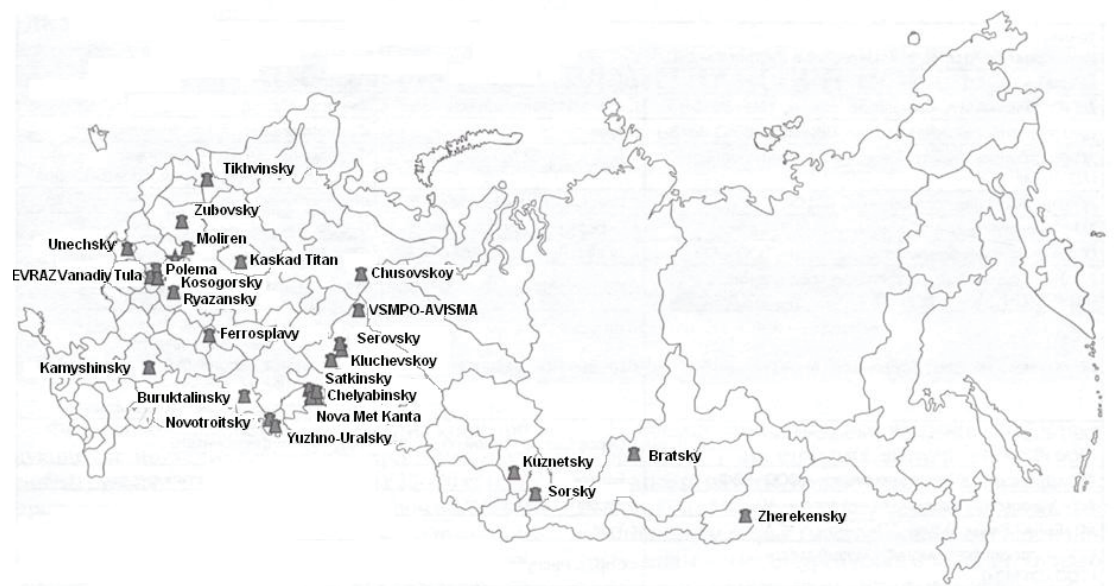 Tikhvinsky
Zubovsky
Unechsky
Moliren
Kaskad Titan
Polema
EVRAZVanadiy Tula
Kosogorsky
Chusovskoy
Ryazansky
VSMPO-AVISMA
Ferrosplavy
Serovsky
Kluchevskoy
Kamyshinsky
Satkinsky
Buruktalinsky
Chelyabinsky
Nova Met Kanta
Novotroitsky
Yuzhno-Uralsky
Kuznetsky
Bratsky
Sorsky
Zherekensky